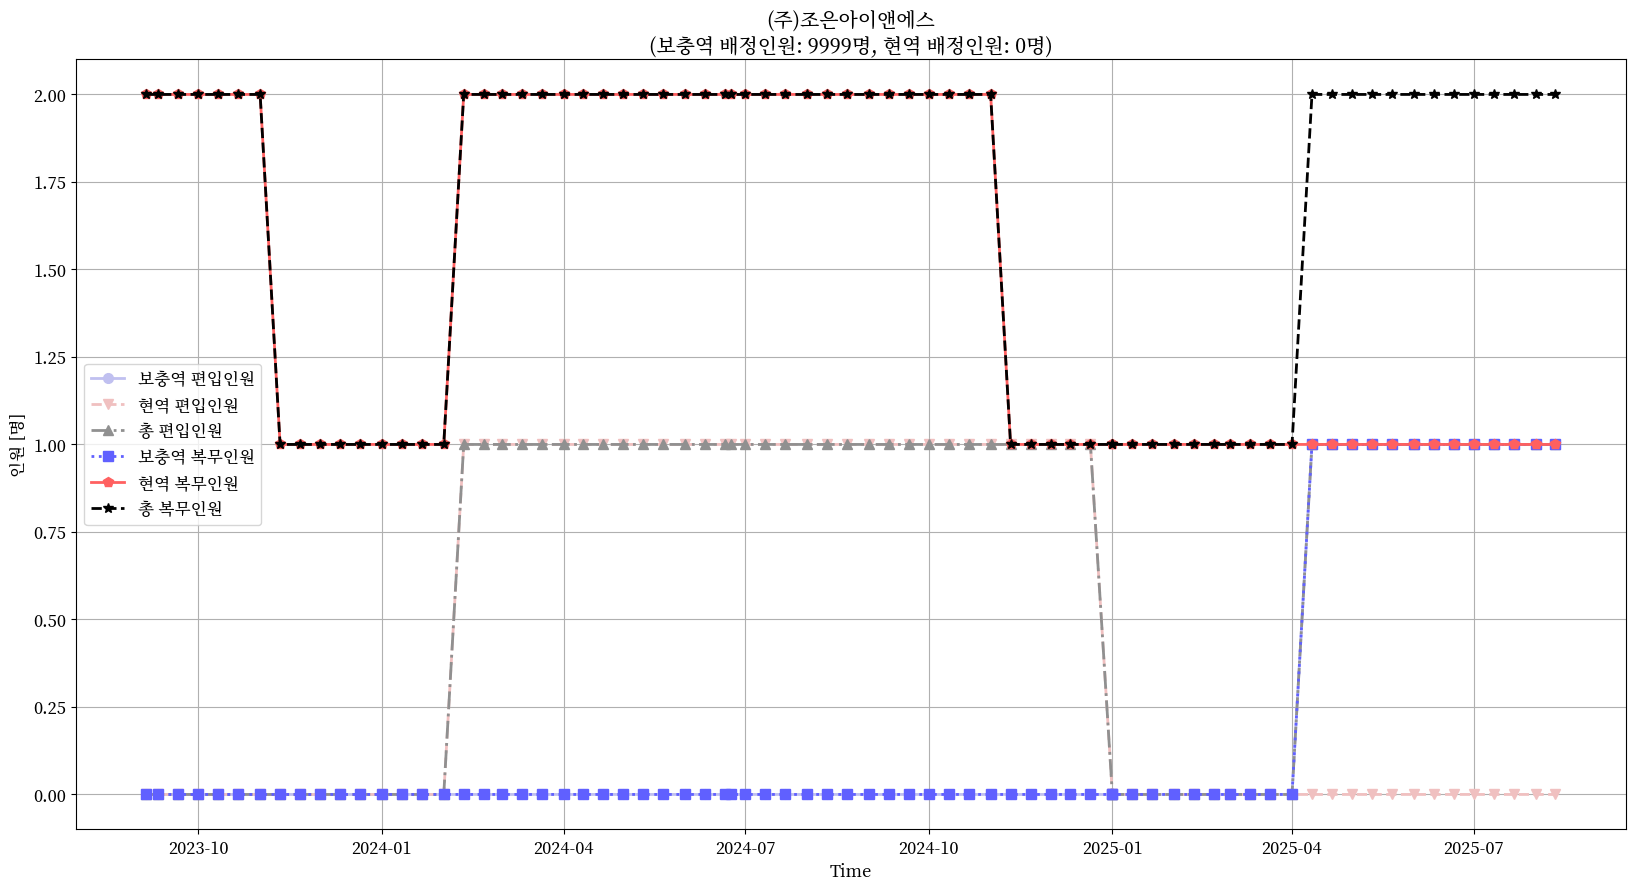 (주)조은아이앤에스
(보충역 배정인원: 9999명, 현역 배정인원: 0명)
인원 [명]
2.00
1.75
1.50
1.25
1.00
0.75
0.50
0.25
0.00
보충역 편입인원
현역 편입인원
총 편입인원
보충역 복무인원
현역 복무인원
총 복무인원
2023-10
2024-01
2024-04
2024-07
2024-10
2025-01
2025-04
2025-07
Time